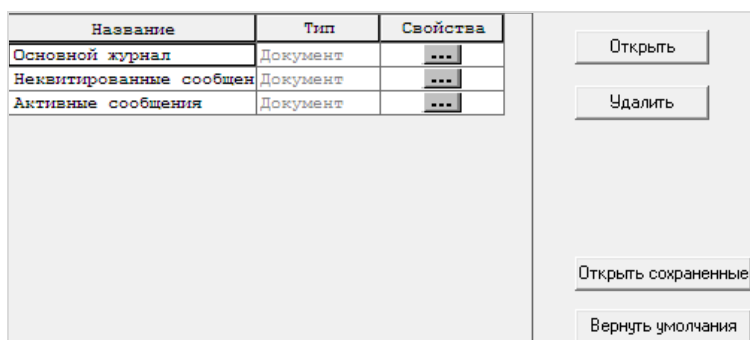 Название Тип Свойства
Основной журнал Документ ...
Неквитированные сообщен Документ ...
Активные сообщения Документ ...
Открыть
Удалить
Открыть сохраненные
Вернуть умолчания